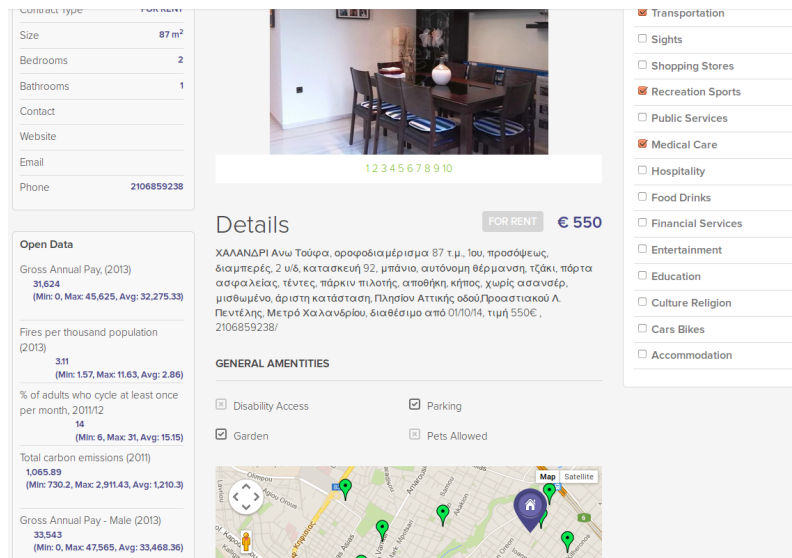 Contract Type FOR RENT
Size 87 m²
Bedrooms 2
Bathrooms 1
Contact
Website
Email
Phone 2106859238
Open Data
Gross Annual Pay, (2013)
31,624
(Min: 0, Max: 45,625, Avg: 32,275.33)
Fires per thousand population
(2013)
3.11
(Min: 1.57, Max: 11.63, Avg: 2.86)
% of adults who cycle at least once
per month, 2011/12
14
(Min: 6, Max: 31, Avg: 15.15)
Total carbon emissions (2011)
1,065.89
(Min: 730.2, Max: 2,911.43, Avg: 1,210.3)
Gross Annual Pay - Male (2013)
33,543
(Min: 0, Max: 47,565, Avg: 33,468.36)
1 2 3 4 5 6 7 8 9 10
Details FOR RENT € 550
ΧΑΛΑΝΔΡΙ Ανω Τούφα, οροφοδιαμέρισμα 87 τ.μ., 1ου, προσόψεως,
διαμπερές, 2 υ/δ, κατασκευή 92, μπάνιο, αυτόνομη θέρμανση, τζάκι, πόρτα
ασφαλείας, τέντες, πάρκιν πιλοτής, αποθήκη, κήπος, χωρίς ασανσέρ,
μισθωμένο, άριστη κατάσταση, Πλησίον Αττικής οδού,Προαστιακού Λ.
Πεντέλης, Μετρό Χαλανδρίου, διαθέσιμο από 01/10/14, τιμή 550€ ,
2106859238/
GENERAL AMENTITIES
Disability Access Parking
Garden Pets Allowed
Map Satellite
Olimpou
Agiou Orous
Lavriou
Kifisias
Amarousiou
Samou
Akakion
6
Transportation
Sights
Shopping Stores
Recreation Sports
Public Services
Medical Care
Hospitality
Food Drinks
Financial Services
Entertainment
Education
Culture Religion
Cars Bikes
Accommodation